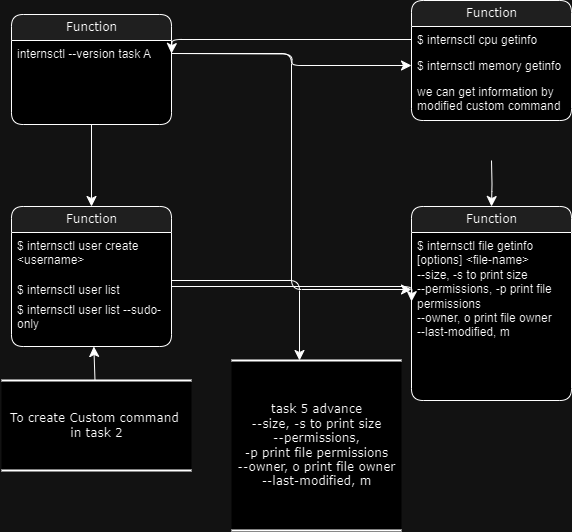 Function
internsctl --version task A
Function
$ internsctl cpu getinfo
$ internsctl memory getinfo
we can get information by
modified custom command
Function
$ internsctl user create
<username>
$ internsctl user list
$ internsctl user list --sudo-
only
Function
$ internsctl file getinfo
[options] <file-name>
--size, -s to print size
--permissions, -p print file
permissions
--owner, o print file owner
--last-modified, m
To create Custom command
in task 2
task 5 advance
--size, -s to print size
--permissions,
-p print file permissions
--owner, o print file owner
--last-modified, m